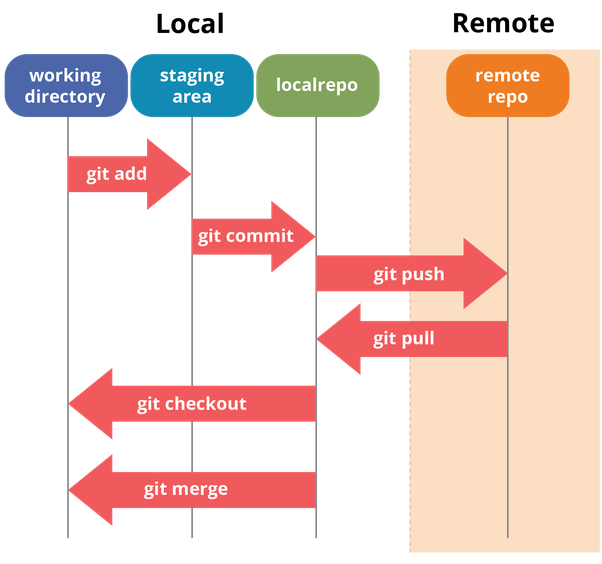 Local
Remote
working
directory
staging
area
localrepo
remote
repo
git add
git commit
git push
git pull
git checkout
git merge